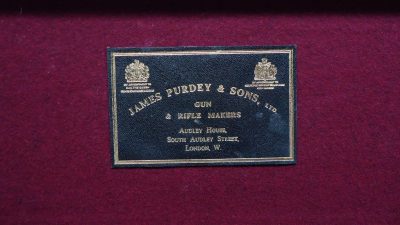 JAMES PURDEY & SONS, LTD.
GUN
& RIFLE MAKERS
AUDLEY HOUSE,
SOUTH AUDLEY STREET,
LONDON, W.